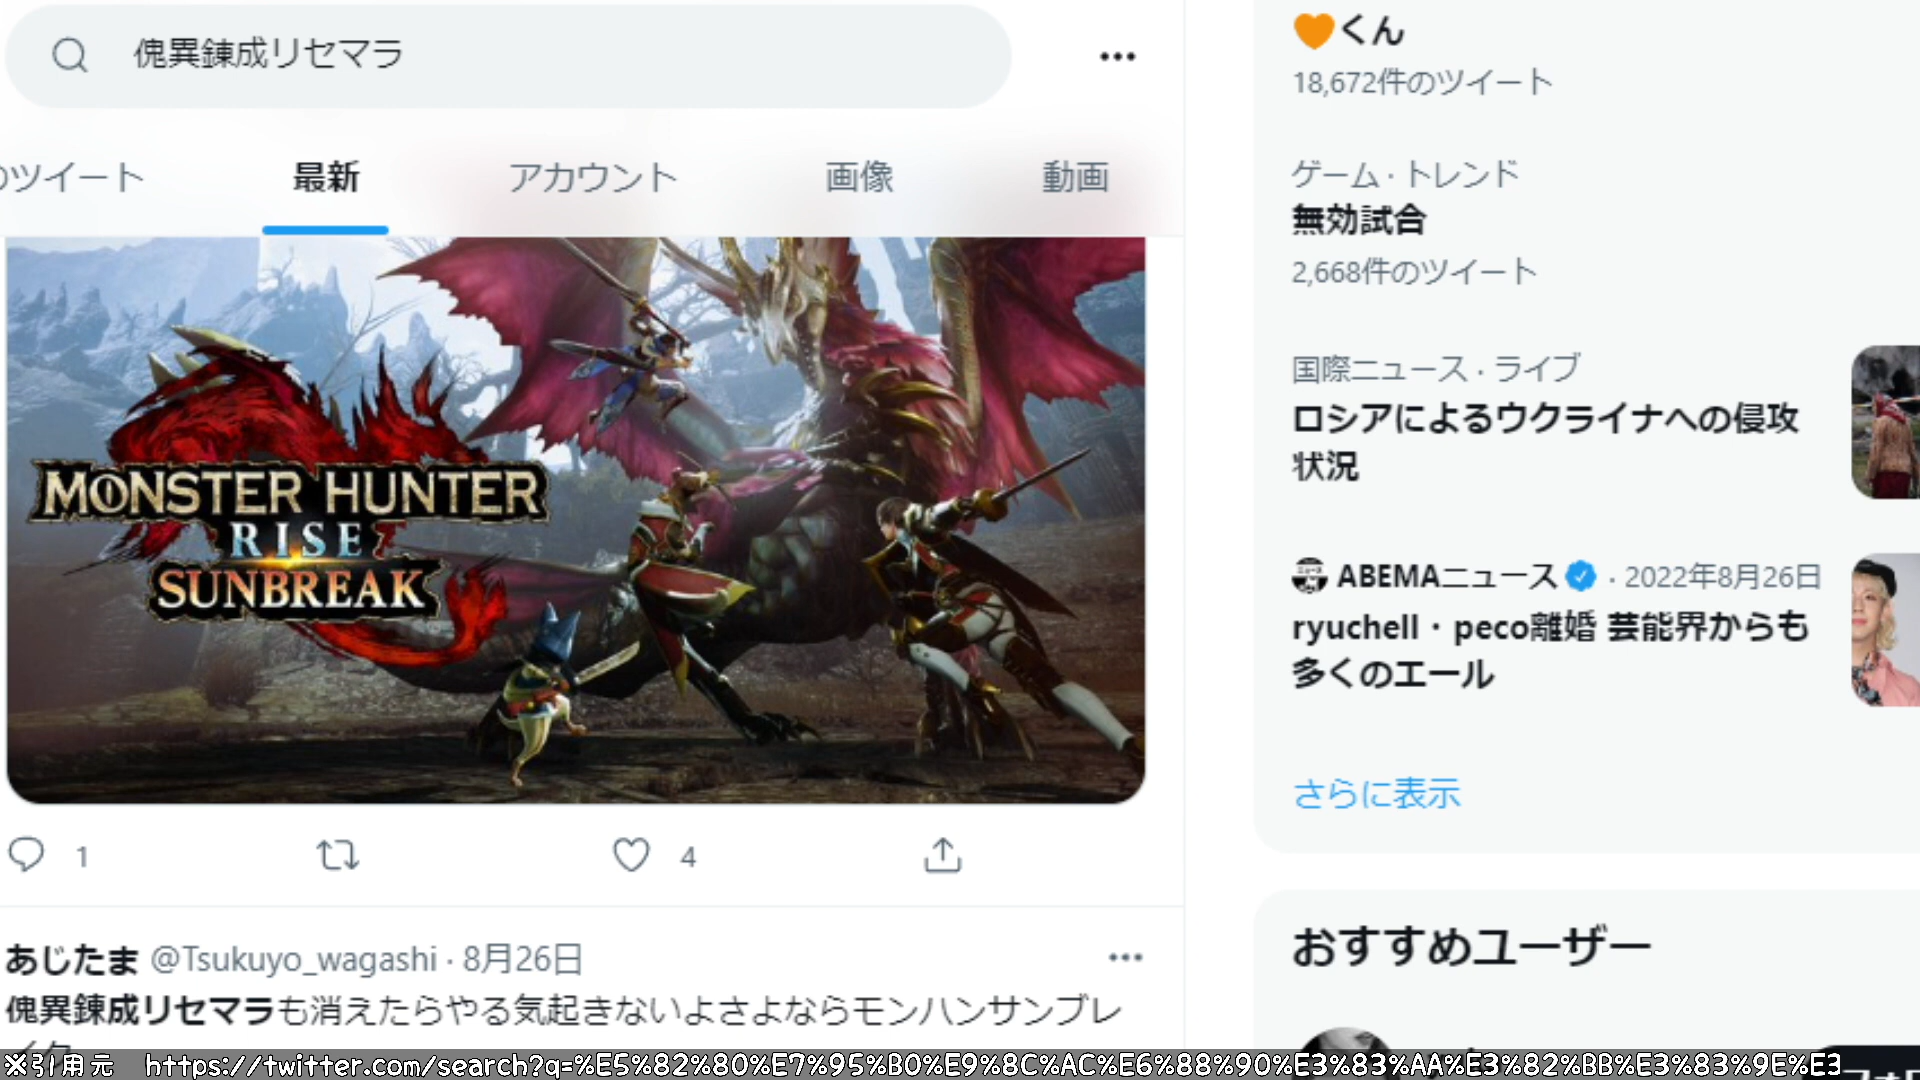 傀異錬成リセマラ
のツイート
最新
アカウント
画像
動画
MONSTER HUNTER
RISE
SUNBREAK
1
4
あじたま @Tsukuyo_wagashi · 8月26日
傀異錬成リセマラも消えたらやる気起きないよさよならモンハンサンブレ
くん
18,672件のツイート
ゲーム · トレンド
無効試合
2,668件のツイート
国際ニュース · ライブ
ロシアによるウクライナへの侵攻
状況
ABEMAニュース · 2022年8月26日
ryuchell・peco離婚 芸能界からも
多くのエール
さらに表示
おすすめユーザー
※引用元 https://twitter.com/search?q=%E5%82%80%E7%95%B0%E9%8C%AC%E6%88%90%E3%83%AA%E3%82%BB%E3%83%9E%E3